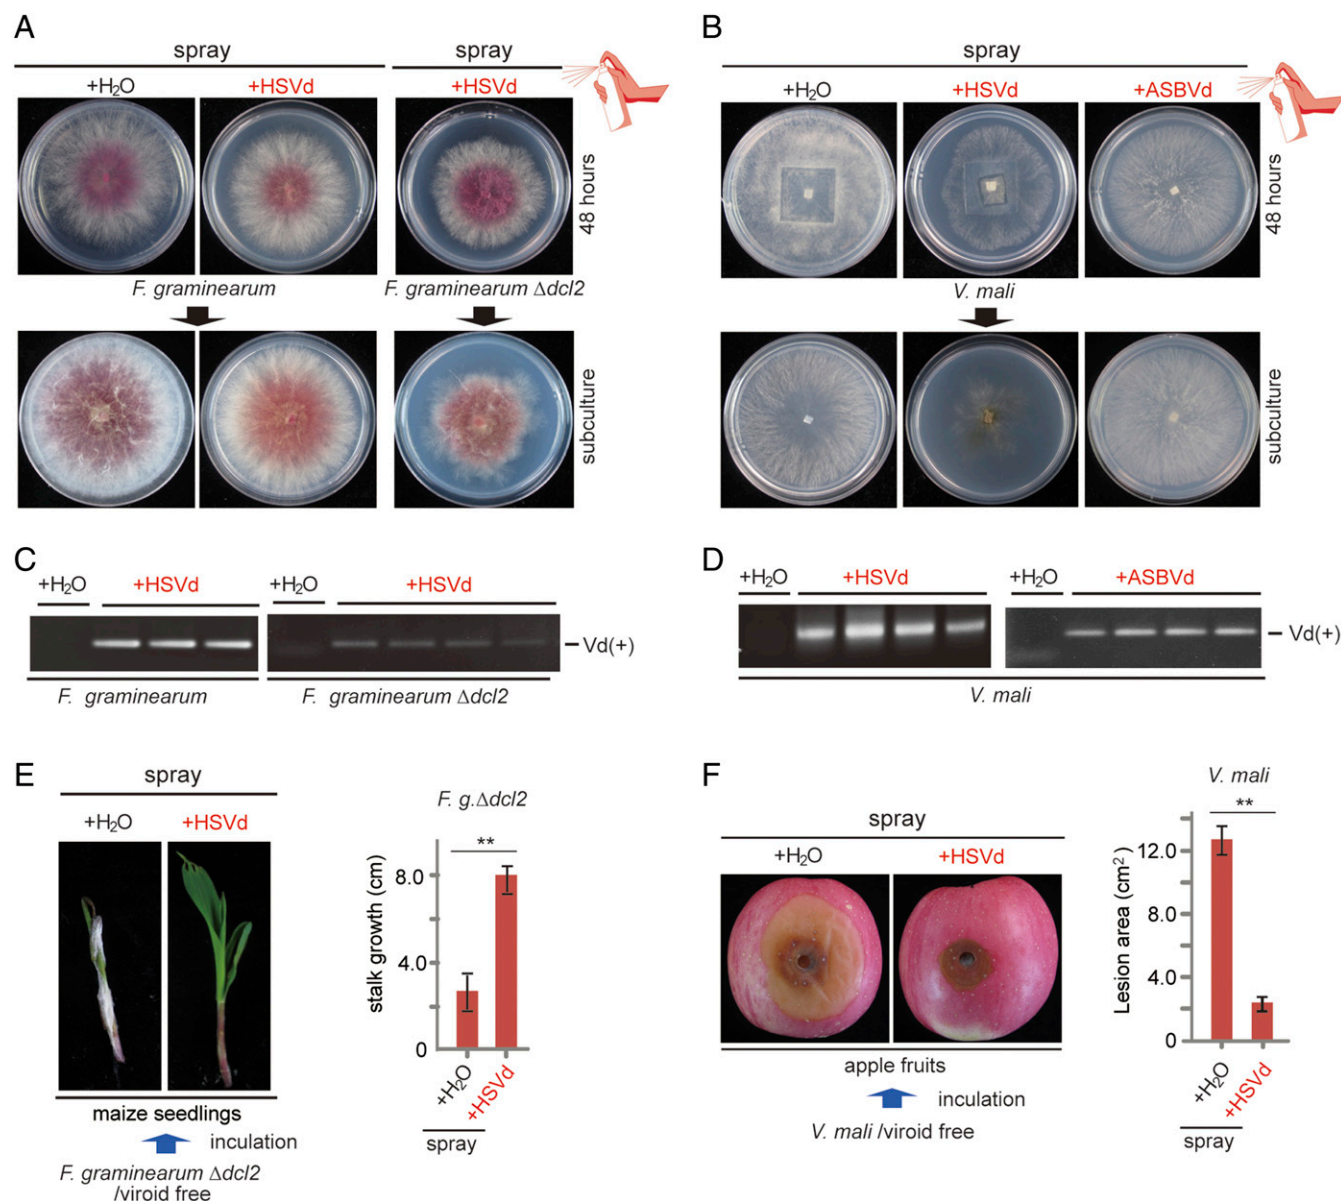 A
spray
spray
+H₂O
+HSVd
+HSVd
48 hours
F. graminearum
F. graminearum Δdcl2
subculture
B
spray
+H₂O
+HSVd
+ASBVd
48 hours
V. mali
subculture
C
+H₂O
+HSVd
+H₂O
+HSVd
Vd(+)
F. graminearum
F. graminearum Δdcl2
D
+H₂O
+HSVd
+H₂O
+ASBVd
Vd(+)
V. mali
E
spray
+H₂O
+HSVd
maize seedlings
inculation
F. graminearum Δdcl2
/viroid free
F. g.Δdcl2
**
stalk growth (cm)
8.0
4.0
0
+H₂O
+HSVd
spray
F
spray
+H₂O
+HSVd
apple fruits
inculation
V. mali /viroid free
V. mali
**
Lesion area (cm²)
12.0
8.0
4.0
0
+H₂O
+HSVd
spray